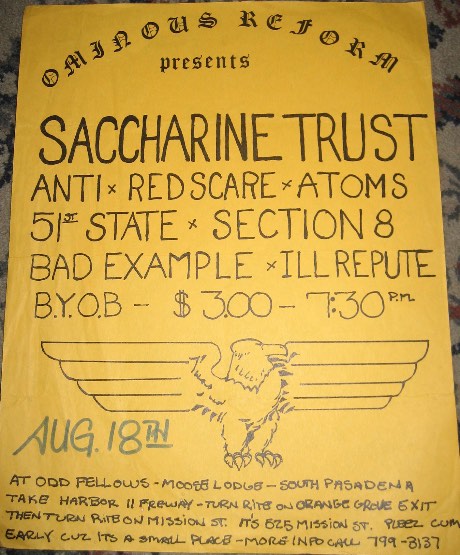 OMINOUS REFORM
presents
SACCHARINE TRUST
ANTI × RED SCARE × ATOMS
51ST STATE × SECTION 8
BAD EXAMPLE × ILL REPUTE
B.Y.O.B — $3.00 — 7:30 P.M.
AUG. 18TH
AT ODD FELLOWS - MOOSE LODGE - SOUTH PASADENA
TAKE HARBOR 11 FREWAY - TURN RITE ON ORANGE GROVE EXIT
THEN TURN RITE ON MISSION ST. IT'S 825 MISSION ST. PLEEZ CUM
EARLY CUZ ITS A SMALL PLACE - MORE INFO CALL 799-3137